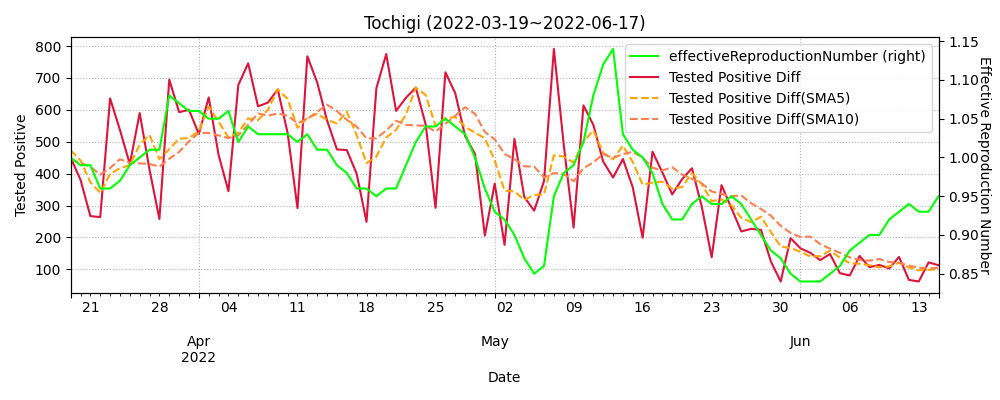 Tochigi (2022-03-19~2022-06-17)
effectiveReproductionNumber (right)
Tested Positive Diff
Tested Positive Diff(SMA5)
Tested Positive Diff(SMA10)
Tested Positive
800
700
600
500
400
300
200
100
1.15
1.10
1.05
1.00
0.95
0.90
0.85
Effective Reproduction Number
21 28 04 11 18 25 02 09 16 23 30 06 13
Apr May Jun
2022
Date